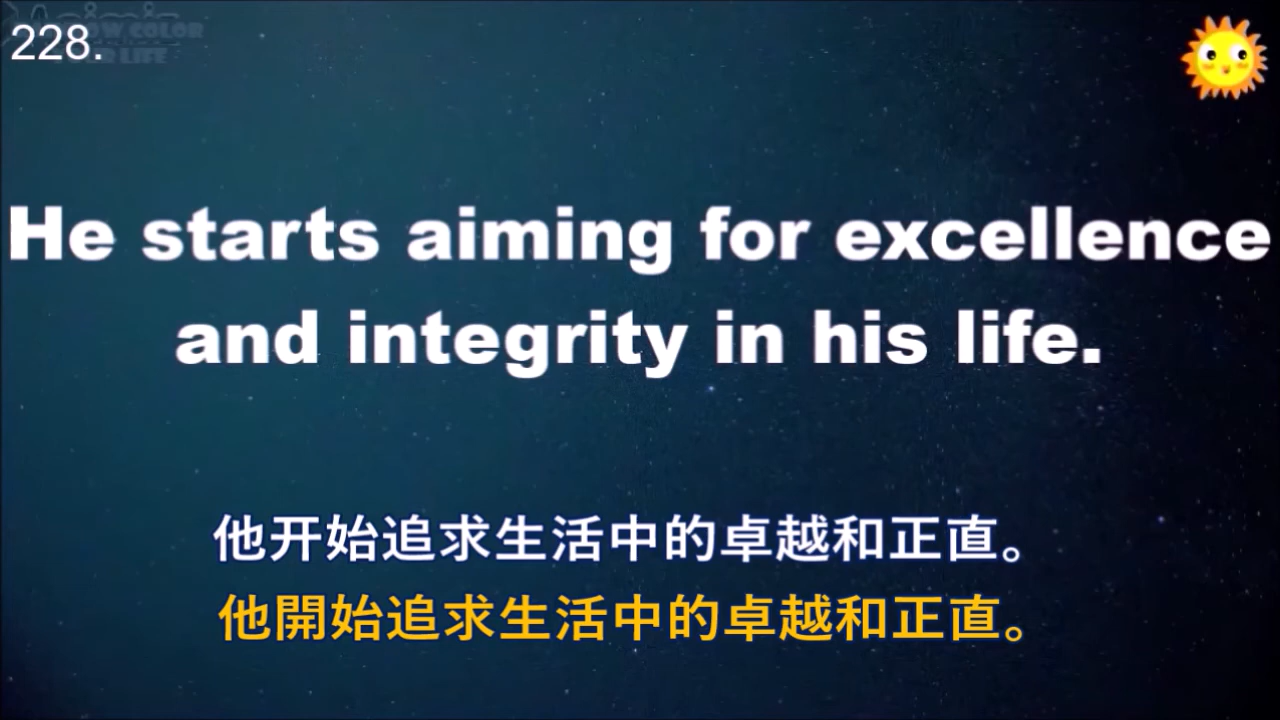 228.
He starts aiming for excellence
and integrity in his life.
他开始追求生活中的卓越和正直。
他開始追求生活中的卓越和正直。